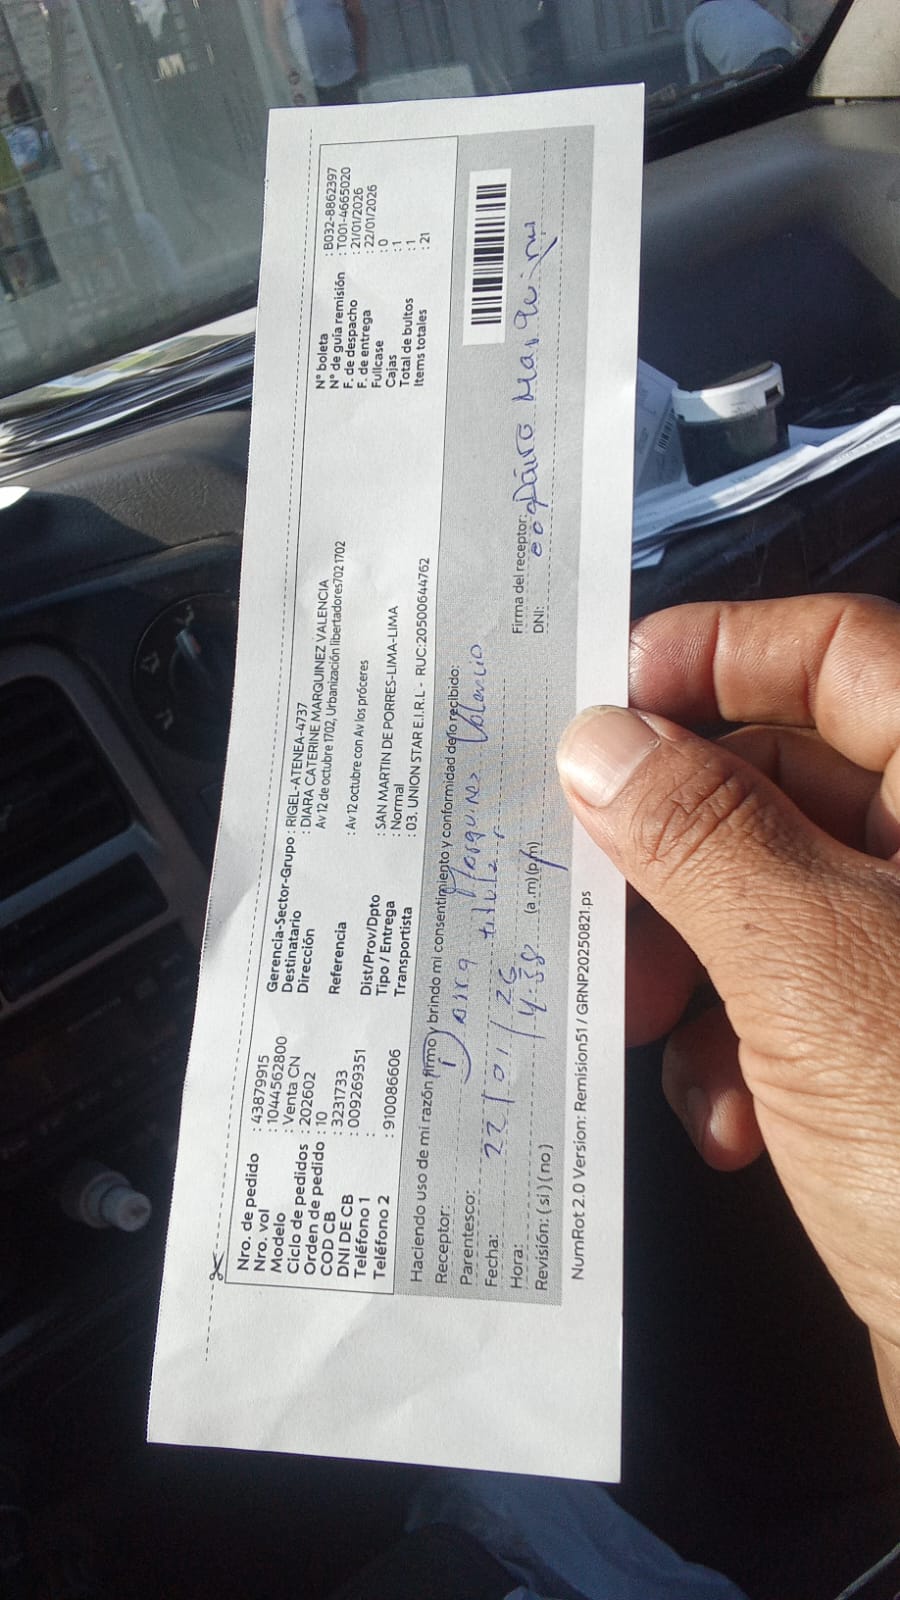 Nro. de pedido : 43879915
Nro. vol : 1044562800
Modelo : Venta CN
Ciclo de pedidos : 202602
Orden de pedido : 10
COD CB : 3231733
DNI DE CB : 009269351
Teléfono 1 :
Teléfono 2 : 910086606
Gerencia-Sector-Grupo : RIGEL-ATENEA-4737
Destinatario : DIARA CATERINE MARQUINEZ VALENCIA
Dirección Av 12 de octubre 1702, Urbanización libertadores702 1702
Referencia : Av 12 octubre con Av los próceres
Dist/Prov/Dpto : SAN MARTIN DE PORRES-LIMA-LIMA
Tipo / Entrega : Normal
Transportista : 03. UNION STAR E.I.R.L - RUC:20500644762
N° boleta : B032-8862397
N° de guía remisión : T001-4665020
F. de despacho : 21/01/2026
F. de entrega : 22/01/2026
Fullcase : 0
Cajas : 1
Total de bultos : 1
Items totales : 21
Haciendo uso de mi razón firmo y brindo mi consentimiento y conformidad de lo recibido:
Receptor: Diara Marquinez Valencia
Parentesco: titular
Fecha: 22/01/26
Hora: 4:38 (a.m)(p.m)
Revisión: ( si ) ( no )
Firma del receptor: Marquinez
DNI:
NumRot 2.0 Version: Remision51 / GRNP20250821.ps